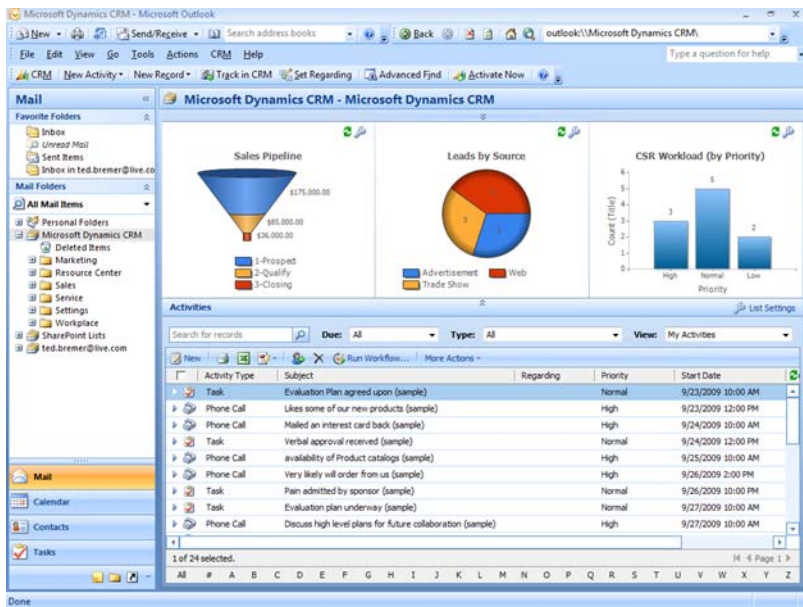 Microsoft Dynamics CRM - Microsoft Outlook
New Send/Receive Search address books Back outlook:\\Microsoft Dynamics CRM\
File Edit View Go Tools Actions CRM Help Type a question for help
CRM New Activity New Record Track in CRM Set Regarding Advanced Find Activate Now
Mail
Favorite Folders
Inbox
Unread Mail
Sent Items
Inbox in ted.bremer@live.co
Mail Folders
All Mail Items
Personal Folders
Microsoft Dynamics CRM
Deleted Items
Marketing
Resource Center
Sales
Service
Settings
Workplace
SharePoint Lists
ted.bremer@live.com
Mail
Calendar
Contacts
Tasks
Microsoft Dynamics CRM - Microsoft Dynamics CRM
Sales Pipeline
$175,000.00
$85,000.00
$36,000.00
1-Prospect
2-Qualify
3-Closing
Leads by Source
3
3
3
Advertisement Web
Trade Show
CSR Workload (by Priority)
Count (Title)
6
5
4
3
2
1
0
3
5
2
High Normal Low
Priority
Activities List Settings
Search for records Due: All Type: All View: My Activities
New Run Workflow... More Actions
Activity Type Subject Regarding Priority Start Date
Task Evaluation Plan agreed upon (sample) Normal 9/23/2009 10:00 AM
Phone Call Likes some of our new products (sample) High 9/23/2009 12:00 PM
Phone Call Mailed an interest card back (sample) High 9/24/2009 10:00 AM
Task Verbal approval received (sample) Normal 9/24/2009 12:00 PM
Phone Call availability of Product catalogs (sample) High 9/25/2009 10:00 AM
Phone Call Very likely will order from us (sample) High 9/26/2009 2:00 PM
Task Pain admitted by sponsor (sample) Normal 9/26/2009 10:00 PM
Task Evaluation plan underway (sample) Normal 9/27/2009 10:00 AM
Phone Call Discuss high level plans for future collaboration (sample) High 9/27/2009 10:00 AM
1 of 24 selected. Page 1
All # A B C D E F G H I J K L M N O P Q R S T U V W X Y Z
Done